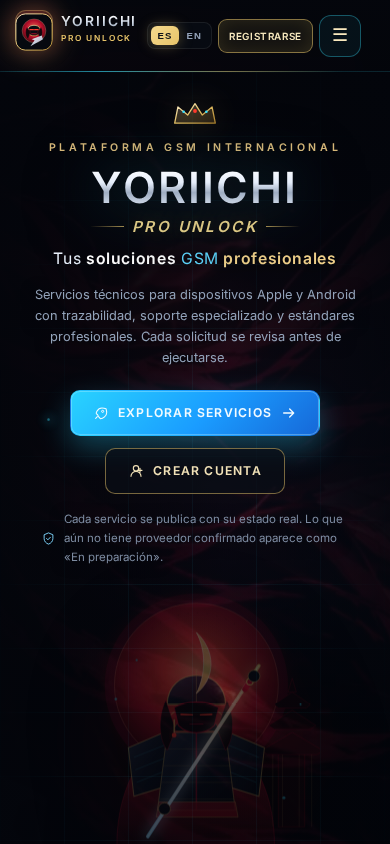 YORIICHI
PRO UNLOCK
ES EN
REGISTRARSE
PLATAFORMA GSM INTERNACIONAL
YORIICHI
PRO UNLOCK
Tus soluciones GSM profesionales
Servicios técnicos para dispositivos Apple y Android
con trazabilidad, soporte especializado y estándares
profesionales. Cada solicitud se revisa antes de
ejecutarse.
EXPLORAR SERVICIOS →
CREAR CUENTA
Cada servicio se publica con su estado real. Lo que
aún no tiene proveedor confirmado aparece como
«En preparación».